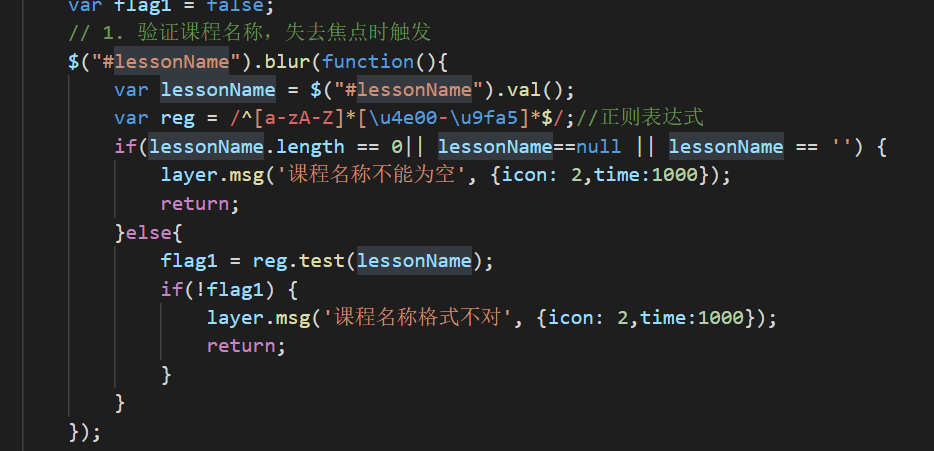 var flag1 = false;
// 1. 验证课程名称，失去焦点时触发
$("#lessonName").blur(function(){
var lessonName = $("#lessonName").val();
var reg = /^[a-zA-Z]*[\u4e00-\u9fa5]*$/;//正则表达式
if(lessonName.length == 0|| lessonName==null || lessonName == '') {
layer.msg('课程名称不能为空', {icon: 2,time:1000});
return;
}else{
flag1 = reg.test(lessonName);
if(!flag1) {
layer.msg('课程名称格式不对', {icon: 2,time:1000});
return;
}
}
});